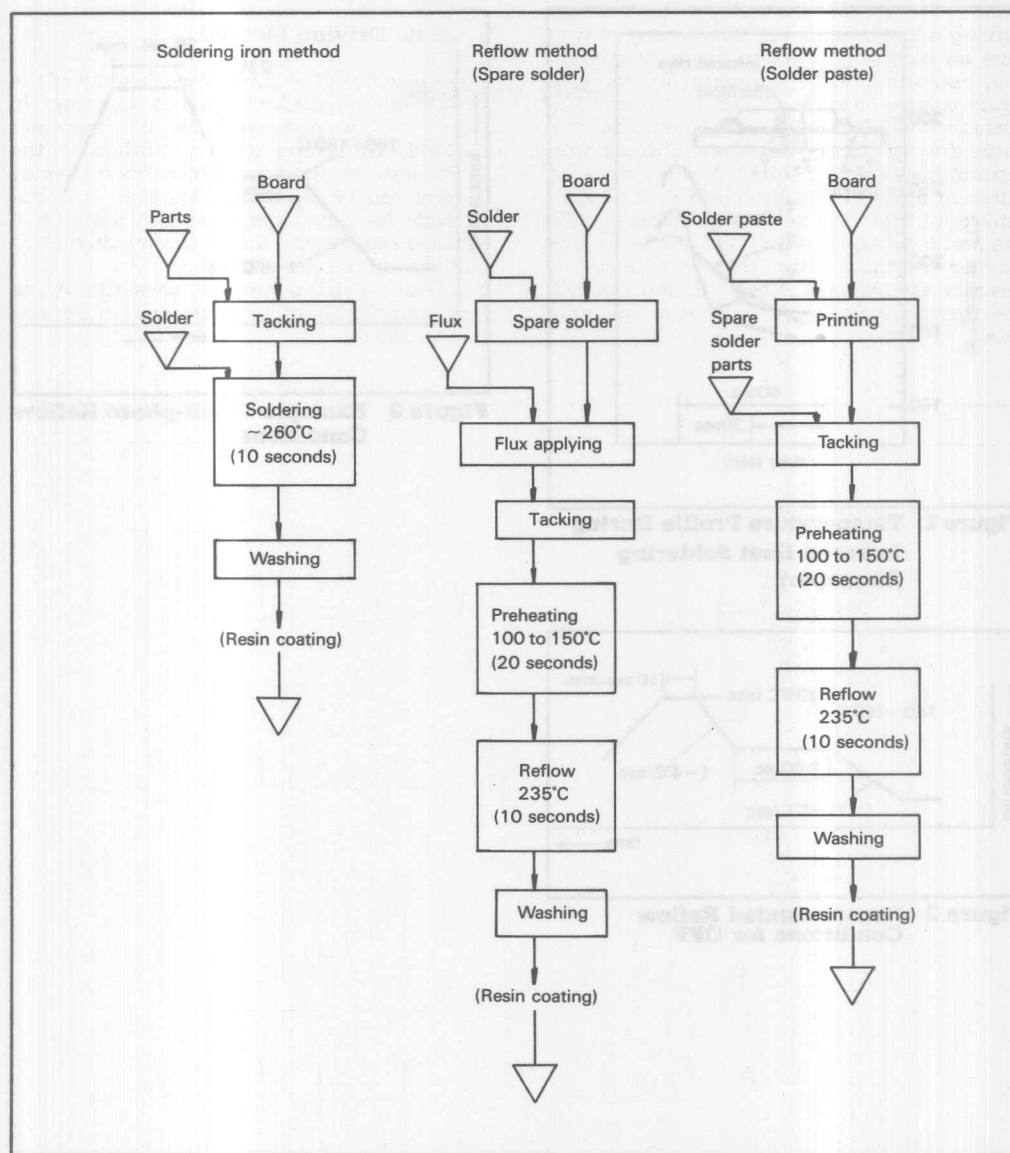 Soldering iron method
Parts
Board
Tacking
Solder
Soldering
~260°C
(10 seconds)
Washing
(Resin coating)
Reflow method
(Spare solder)
Solder
Board
Spare solder
Flux
Flux applying
Tacking
Preheating
100 to 150°C
(20 seconds)
Reflow
235°C
(10 seconds)
Washing
(Resin coating)
Reflow method
(Solder paste)
Solder paste
Board
Printing
Spare
solder
parts
Tacking
Preheating
100 to 150°C
(20 seconds)
Reflow
235°C
(10 seconds)
Washing
(Resin coating)